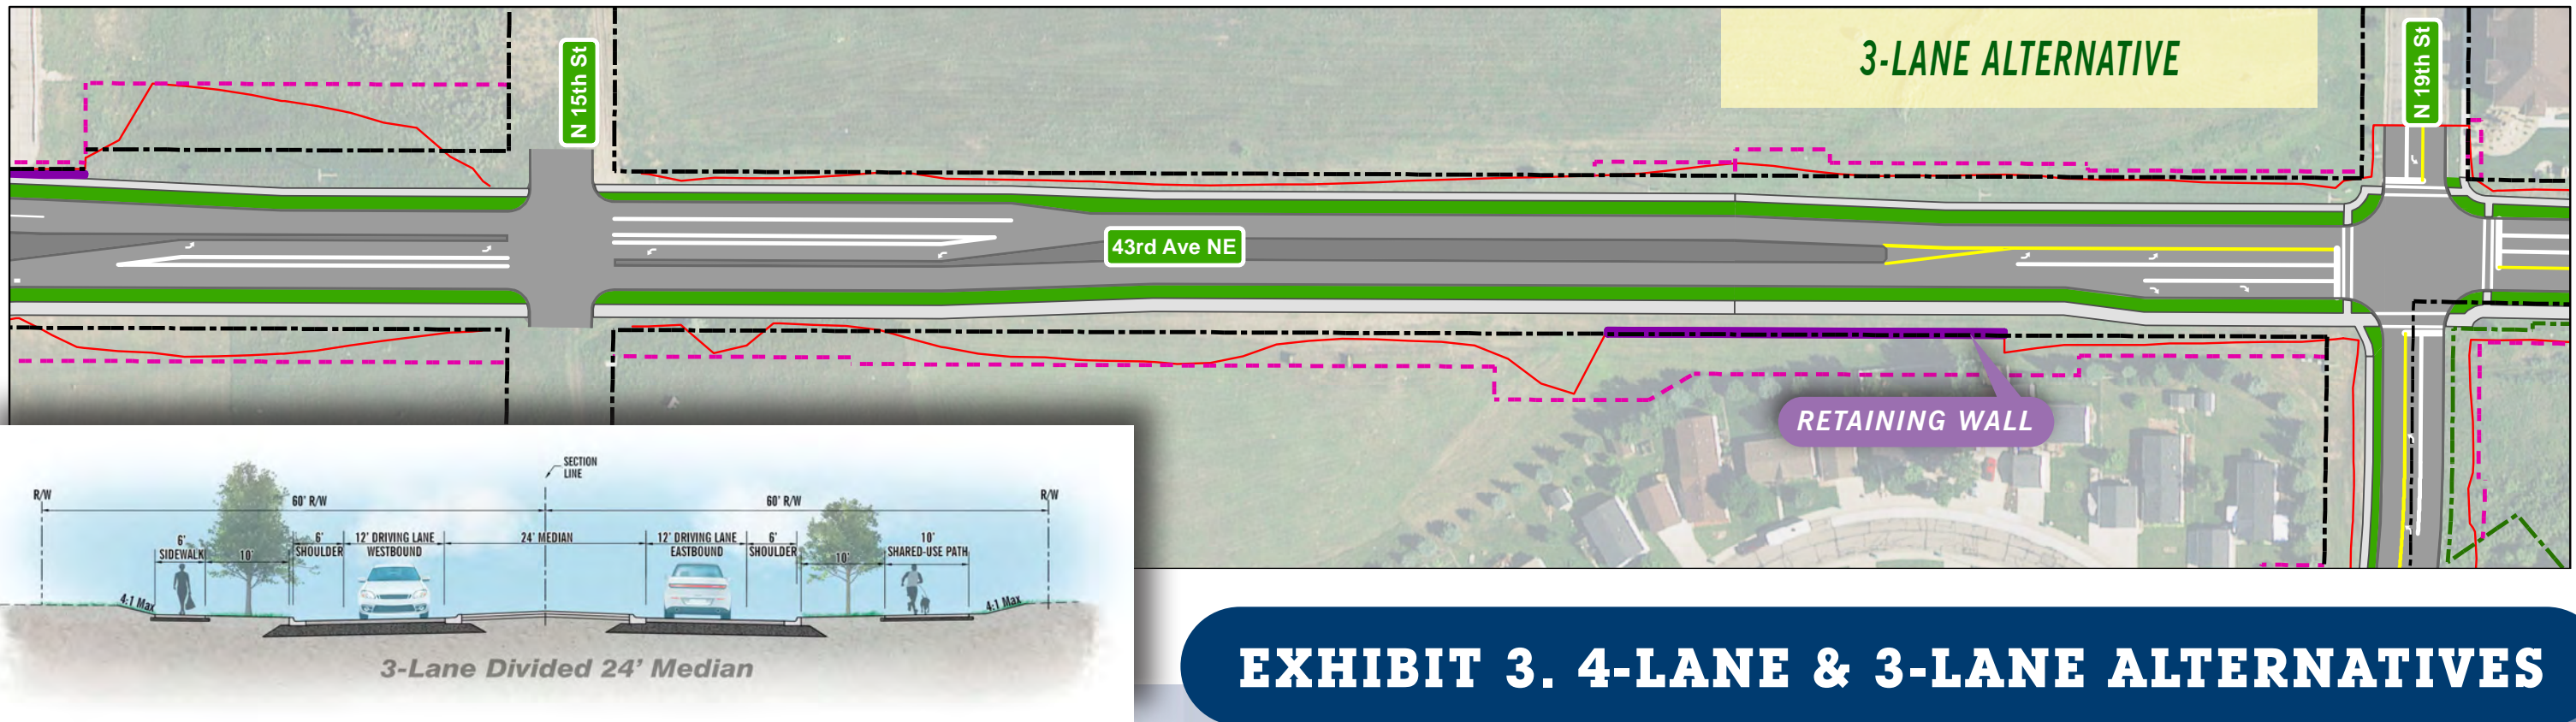 3-LANE ALTERNATIVE
N 15th St
N 19th St
43rd Ave NE
RETAINING WALL
SECTION
LINE
R/W
60' R/W
60' R/W
R/W
6'
SIDEWALK
10'
6'
SHOULDER
12' DRIVING LANE
WESTBOUND
24' MEDIAN
12' DRIVING LANE
EASTBOUND
6'
SHOULDER
10'
10'
SHARED-USE PATH
4:1 Max
4:1 Max
3-Lane Divided 24' Median
EXHIBIT 3. 4-LANE & 3-LANE ALTERNATIVES